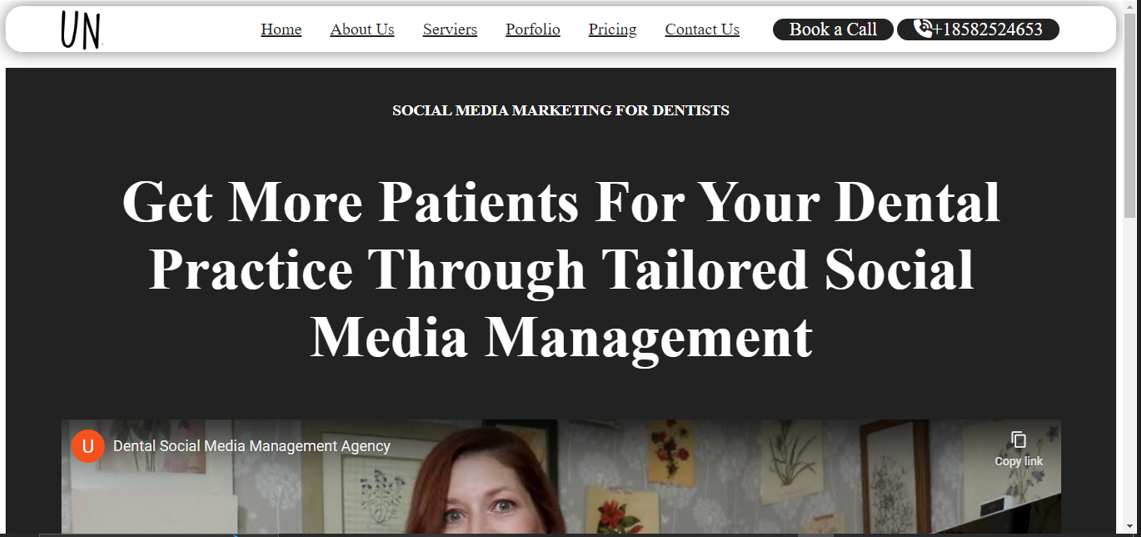 UN
Home About Us Serviers Porfolio Pricing Contact Us Book a Call +18582524653
SOCIAL MEDIA MARKETING FOR DENTISTS
Get More Patients For Your Dental
Practice Through Tailored Social
Media Management
U Dental Social Media Management Agency
Copy link